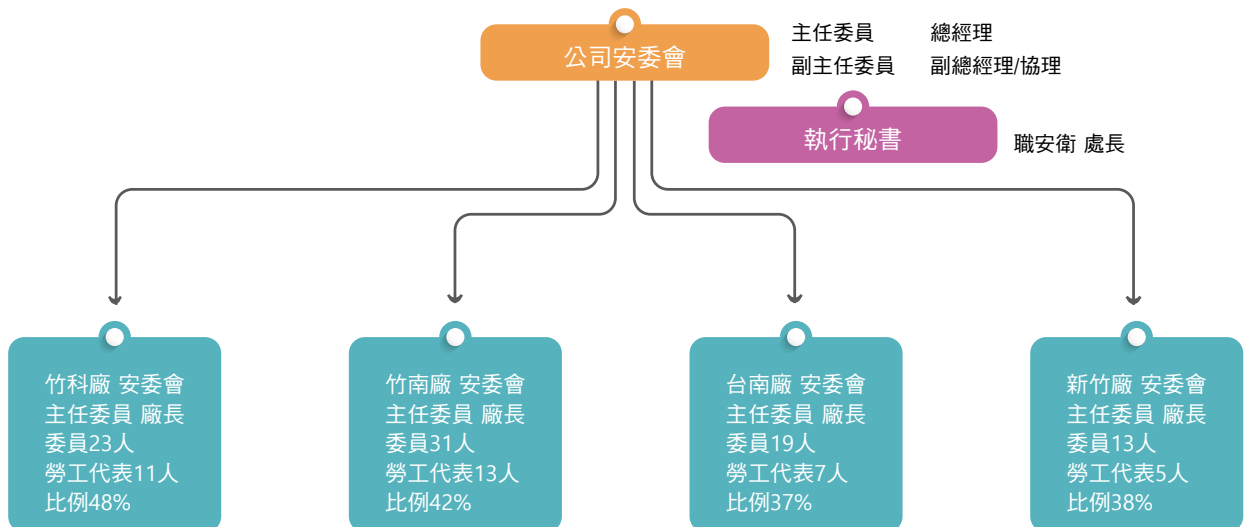 公司安委會
主任委員 總經理
副主任委員 副總經理/協理
執行秘書
職安衛 處長
竹科廠 安委會
主任委員 廠長
委員23人
勞工代表11人
比例48%
竹南廠 安委會
主任委員 廠長
委員31人
勞工代表13人
比例42%
台南廠 安委會
主任委員 廠長
委員19人
勞工代表7人
比例37%
新竹廠 安委會
主任委員 廠長
委員13人
勞工代表5人
比例38%